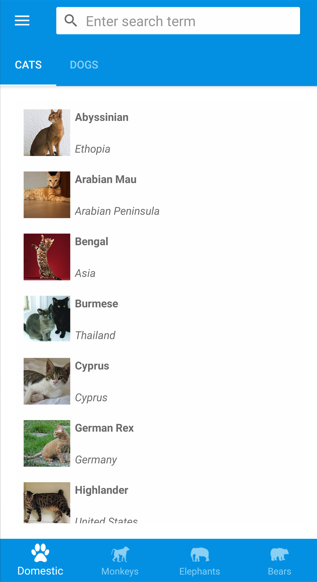 Enter search term
CATS
DOGS
Abyssinian
Ethopia
Arabian Mau
Arabian Peninsula
Bengal
Asia
Burmese
Thailand
Cyprus
Cyprus
German Rex
Germany
Highlander
United States
Domestic
Monkeys
Elephants
Bears